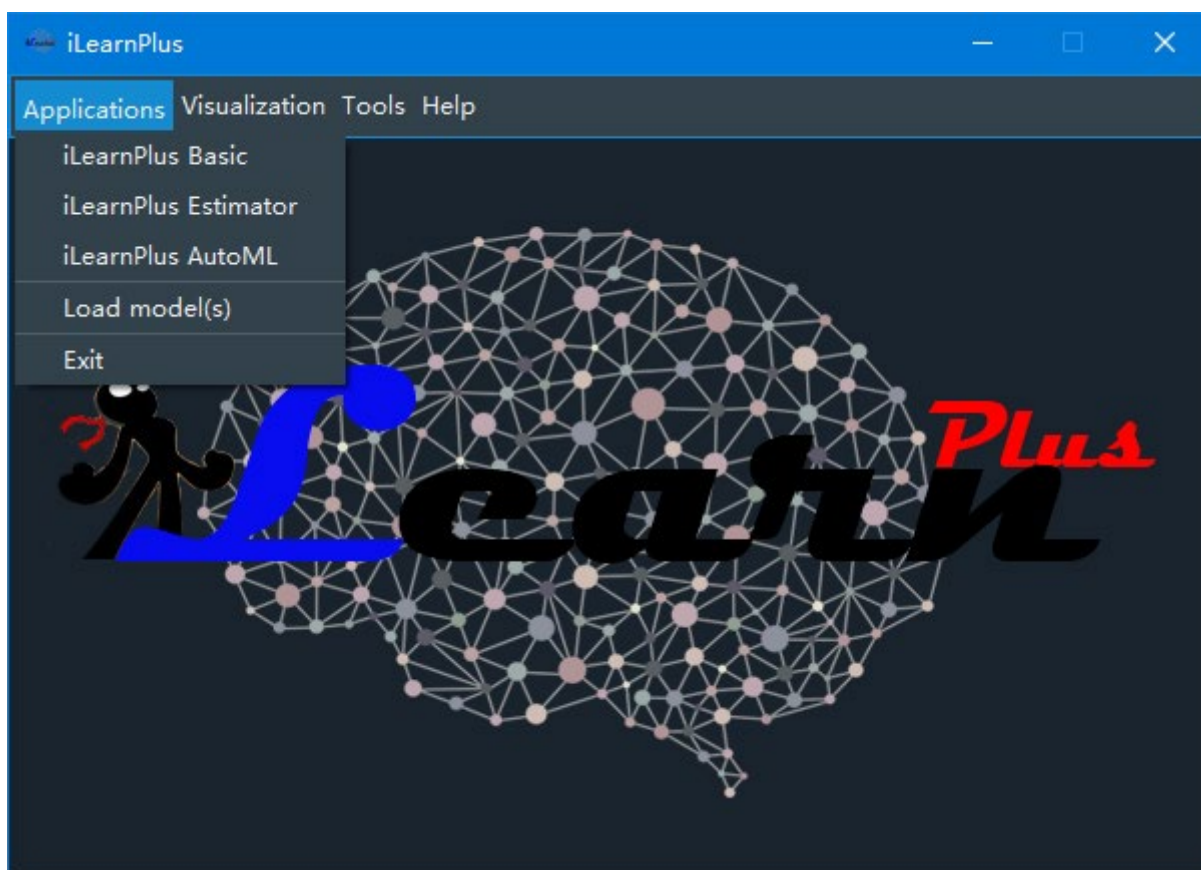 iLearnPlus
Applications Visualization Tools Help
iLearnPlus Basic
iLearnPlus Estimator
iLearnPlus AutoML
Load model(s)
Exit
Learn Plus